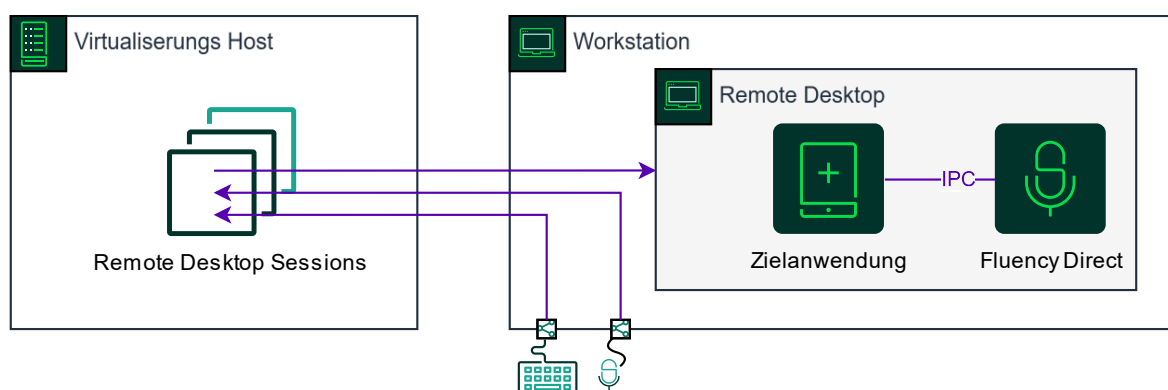 Virtualiserungs Host
Workstation
Remote Desktop
IPC
Remote Desktop Sessions
Zielanwendung
Fluency Direct